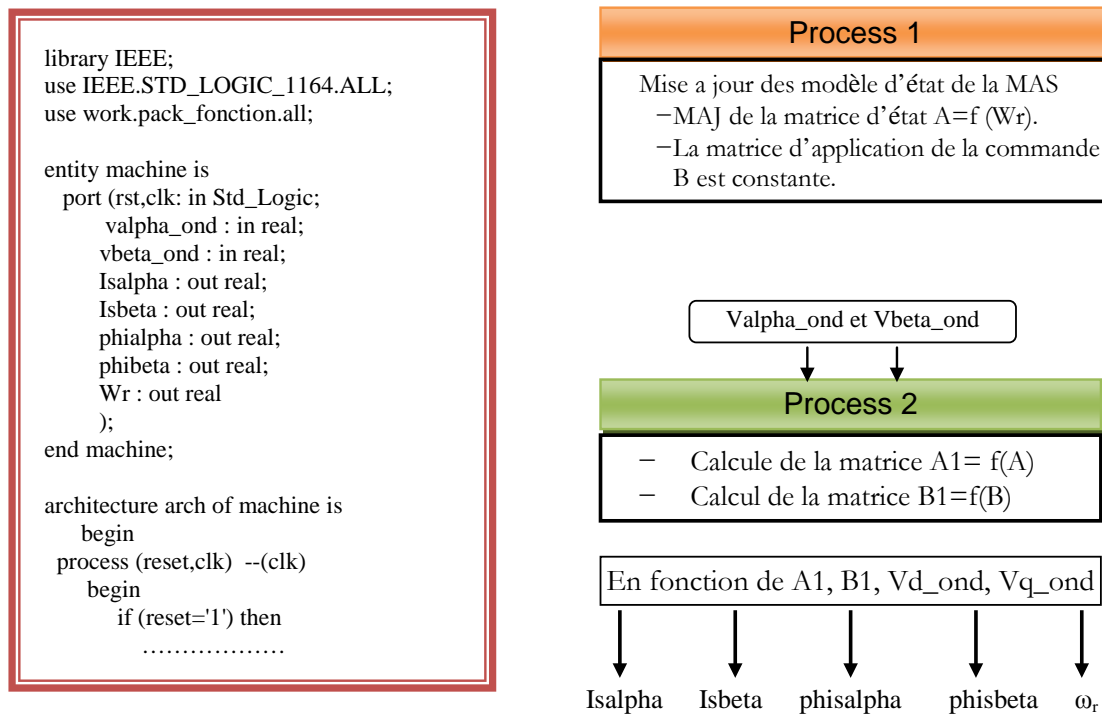 library IEEE;
use IEEE.STD_LOGIC_1164.ALL;
use work.pack_fonction.all;
entity machine is
port (rst,clk: in Std_Logic;
valpha_ond : in real;
vbeta_ond : in real;
Isalpha : out real;
Isbeta : out real;
phialpha : out real;
phibeta : out real;
Wr : out real
);
end machine;
architecture arch of machine is
begin
process (reset,clk) --(clk)
begin
if (reset='1') then
………………
Process 1
Mise a jour des modèle d'état de la MAS
−MAJ de la matrice d'état A=f (Wr).
−La matrice d'application de la commande
B est constante.
Valpha_ond et Vbeta_ond
Process 2
− Calcule de la matrice A1= f(A)
− Calcul de la matrice B1=f(B)
En fonction de A1, B1, Vd_ond, Vq_ond
Isalpha Isbeta phisalpha phisbeta ωr